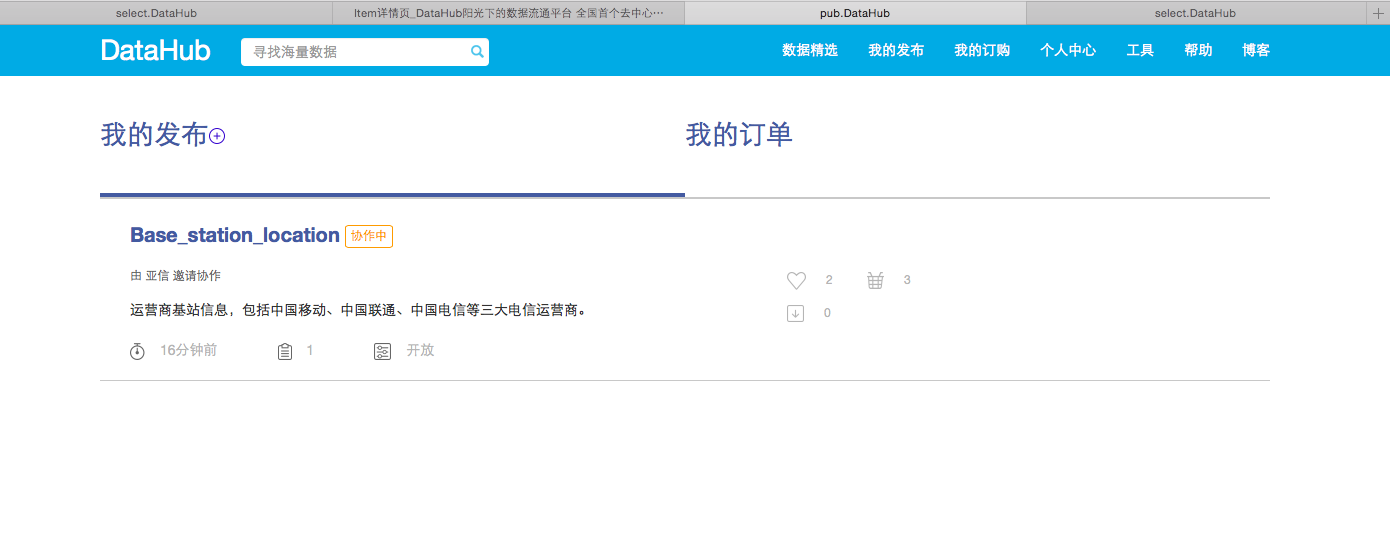 select.DataHub
Item详情页_DataHub阳光下的数据流通平台 全国首个去中心…
pub.DataHub
select.DataHub
DataHub
寻找海量数据
数据精选 我的发布 我的订购 个人中心 工具 帮助 博客
我的发布
我的订单
Base_station_location 协作中
由 亚信 邀请协作
2 3
运营商基站信息，包括中国移动、中国联通、中国电信等三大电信运营商。
0
16分钟前 1 开放